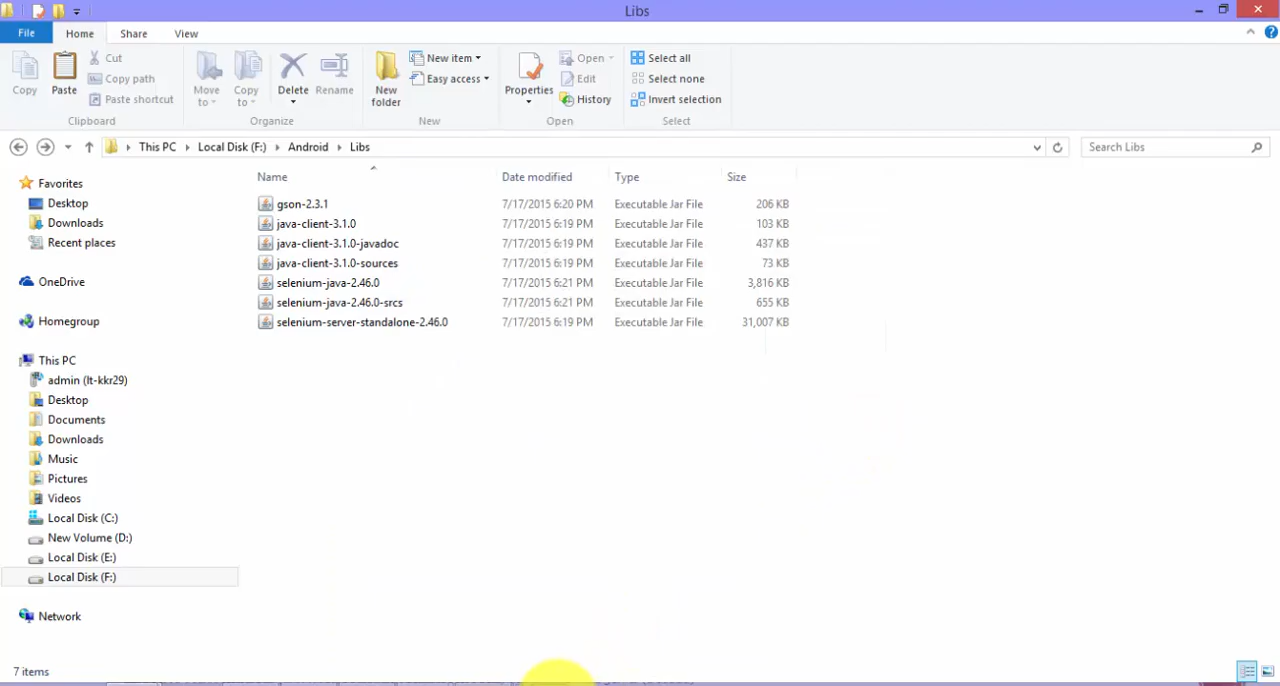 Libs
File Home Share View
Copy Paste Cut Copy path Paste shortcut Move to Copy to Delete Rename New folder New item Easy access Properties Open Edit History Select all Select none Invert selection
Clipboard Organize New Open Select
This PC Local Disk (F:) Android Libs Search Libs
Name Date modified Type Size
gson-2.3.1 7/17/2015 6:20 PM Executable Jar File 206 KB
java-client-3.1.0 7/17/2015 6:19 PM Executable Jar File 103 KB
java-client-3.1.0-javadoc 7/17/2015 6:19 PM Executable Jar File 437 KB
java-client-3.1.0-sources 7/17/2015 6:19 PM Executable Jar File 73 KB
selenium-java-2.46.0 7/17/2015 6:21 PM Executable Jar File 3,816 KB
selenium-java-2.46.0-srcs 7/17/2015 6:21 PM Executable Jar File 655 KB
selenium-server-standalone-2.46.0 7/17/2015 6:19 PM Executable Jar File 31,007 KB
Favorites
Desktop
Downloads
Recent places
OneDrive
Homegroup
This PC
admin (lt-kkr29)
Desktop
Documents
Downloads
Music
Pictures
Videos
Local Disk (C:)
New Volume (D:)
Local Disk (E:)
Local Disk (F:)
Network
7 items